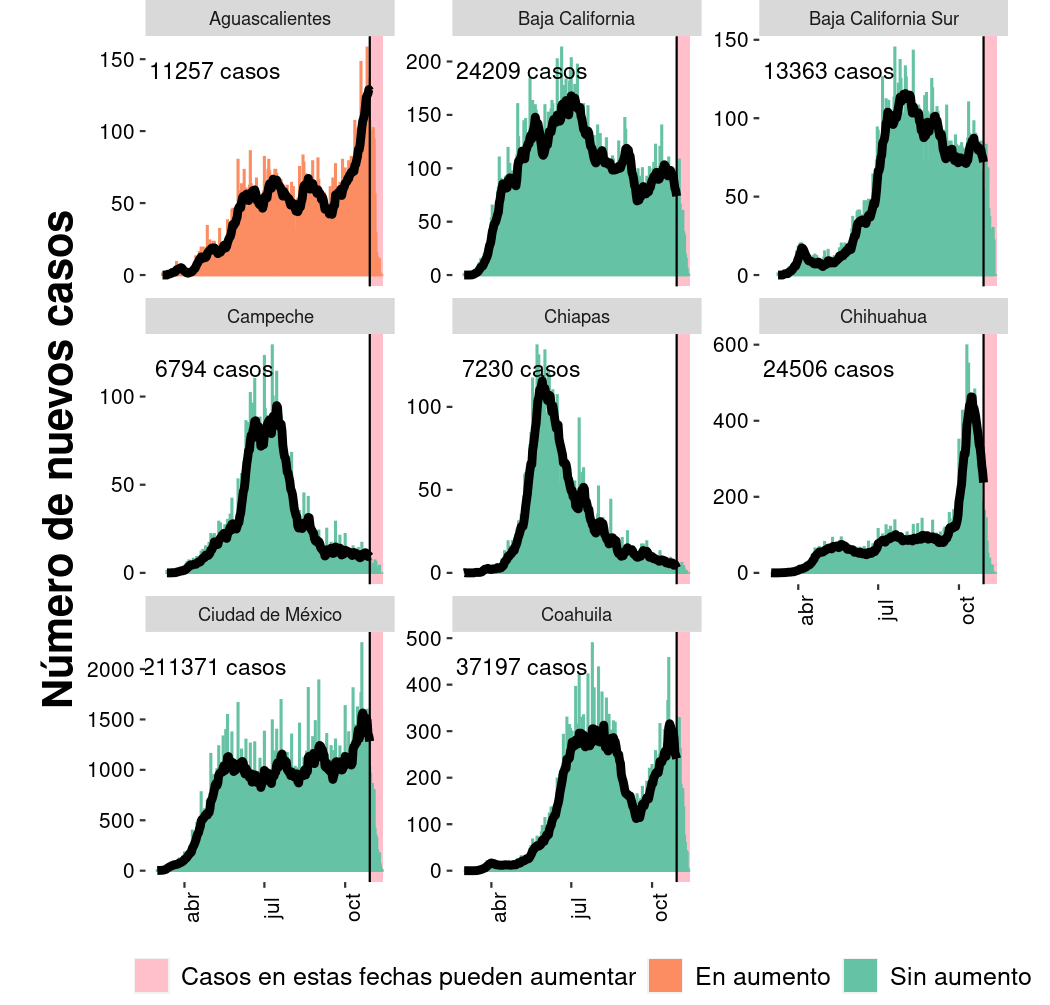 Número de nuevos casos
Aguascalientes
11257 casos
150
100
50
0
Baja California
24209 casos
200
150
100
50
0
Baja California Sur
13363 casos
150
100
50
0
Campeche
6794 casos
100
50
0
Chiapas
7230 casos
100
50
0
Chihuahua
24506 casos
600
400
200
0
abr jul oct
Ciudad de México
211371 casos
2000
1500
1000
500
0
abr jul oct
Coahuila
37197 casos
500
400
300
200
100
0
abr jul oct
Casos en estas fechas pueden aumentar En aumento Sin aumento